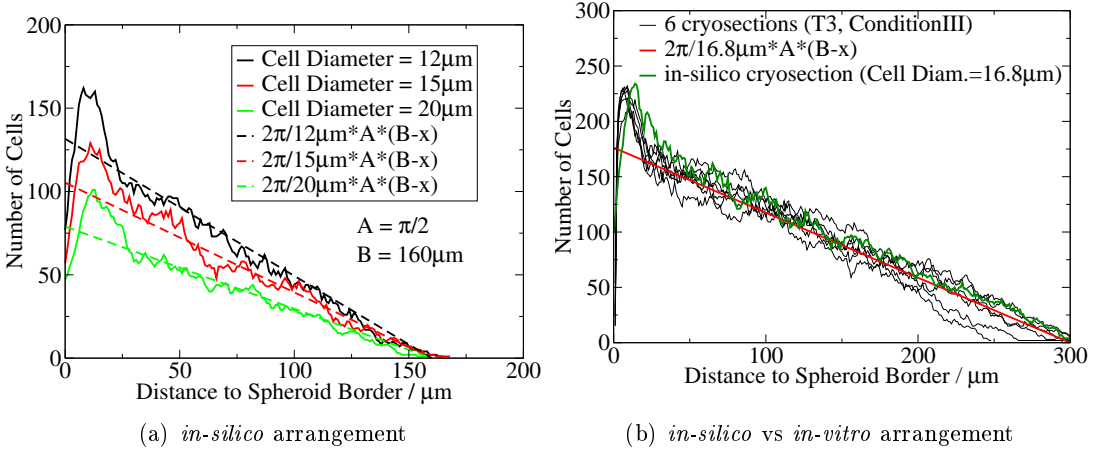 (a)
Number of Cells
150
100
50
0
0
50
100
150
200
Distance to Spheroid Border / μm
Cell Diameter = 12μm
Cell Diameter = 15μm
Cell Diameter = 20μm
2π/12μm*A*(B-x)
2π/15μm*A*(B-x)
2π/20μm*A*(B-x)
A = π/2
B = 160μm
(a) in-silico arrangement
(b)
Number of Cells
300
250
200
150
100
50
0
0
100
200
300
Distance to Spheroid Border / μm
6 cryosections (T3, ConditionIII)
2π/16.8μm*A*(B-x)
in-silico cryosection (Cell Diam.=16.8μm)
(b) in-silico vs in-vitro arrangement